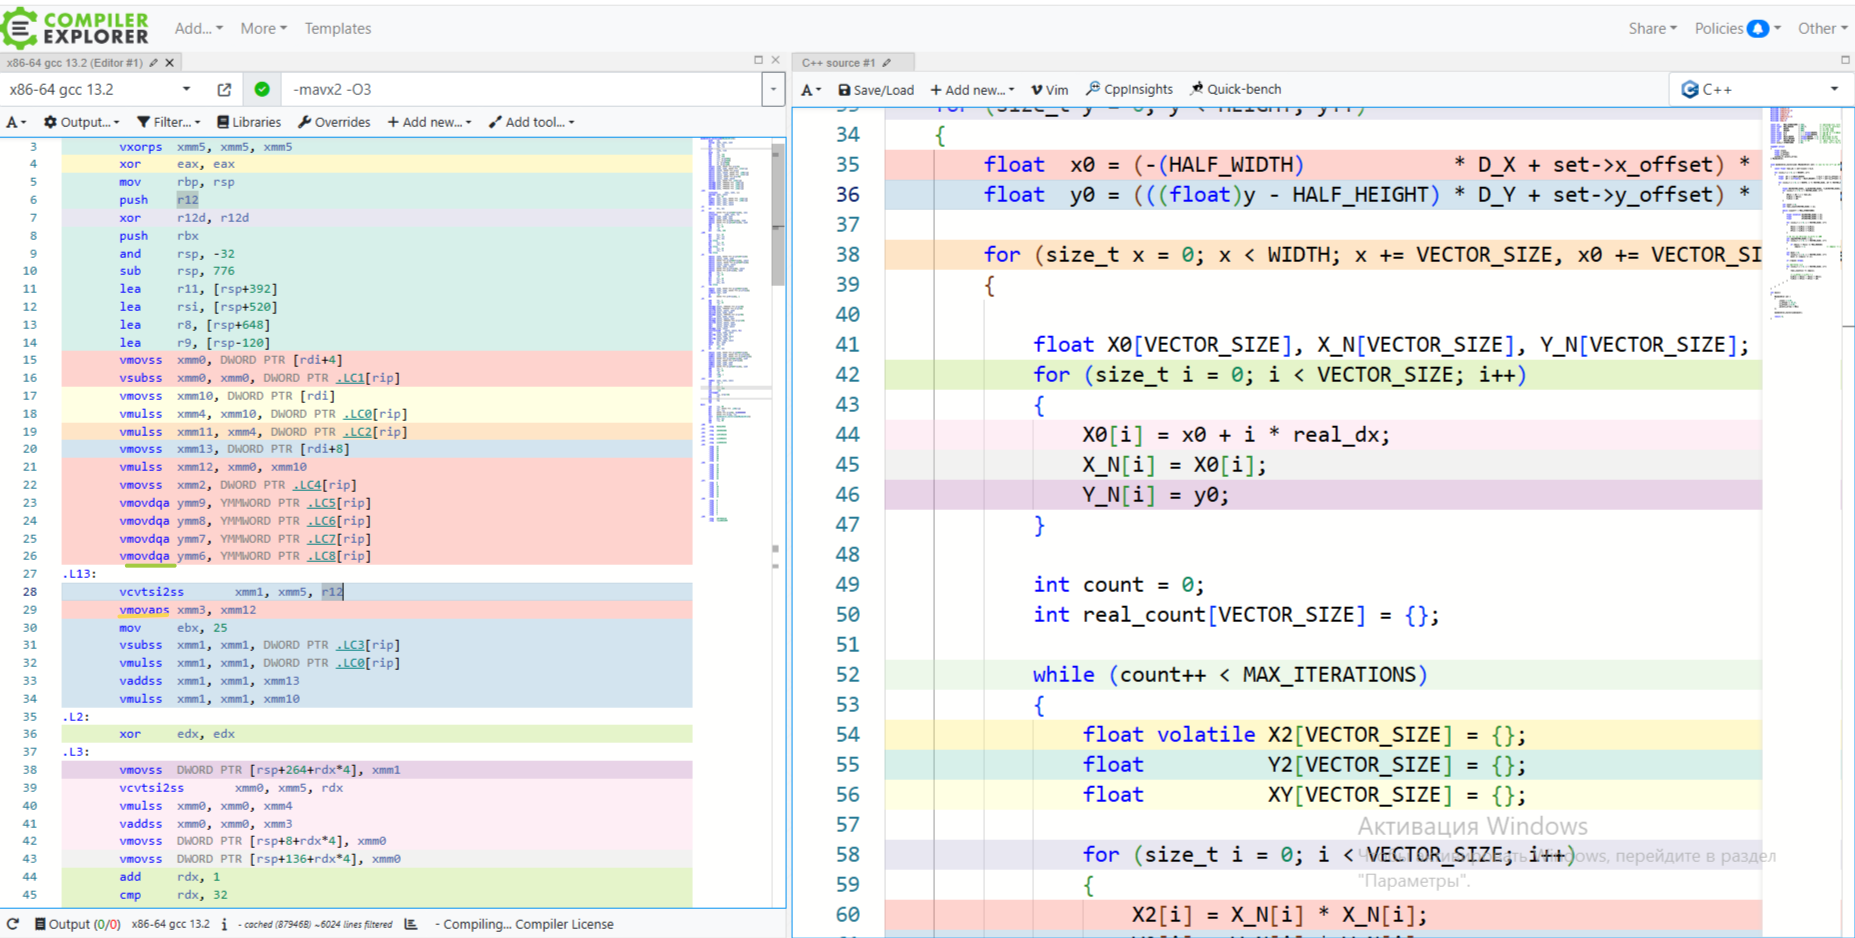 COMPILER
EXPLORER
Add... More Templates
Share Policies Other
x86-64 gcc 13.2 (Editor #1)
x86-64 gcc 13.2 -mavx2 -O3
A Output... Filter... Libraries Overrides + Add new... Add tool...
3 vxorps xmm5, xmm5, xmm5
4 xor eax, eax
5 mov rbp, rsp
6 push r12
7 xor r12d, r12d
8 push rbx
9 and rsp, -32
10 sub rsp, 776
11 lea r11, [rsp+392]
12 lea rsi, [rsp+520]
13 lea r8, [rsp+648]
14 lea r9, [rsp-120]
15 vmovss xmm0, DWORD PTR [rdi+4]
16 vsubss xmm0, xmm0, DWORD PTR .LC1[rip]
17 vmovss xmm10, DWORD PTR [rdi]
18 vmulss xmm4, xmm10, DWORD PTR .LC0[rip]
19 vmulss xmm11, xmm4, DWORD PTR .LC2[rip]
20 vmovss xmm13, DWORD PTR [rdi+8]
21 vmulss xmm12, xmm0, xmm10
22 vmovss xmm2, DWORD PTR .LC4[rip]
23 vmovdqa ymm9, YMMWORD PTR .LC5[rip]
24 vmovdqa ymm8, YMMWORD PTR .LC6[rip]
25 vmovdqa ymm7, YMMWORD PTR .LC7[rip]
26 vmovdqa ymm6, YMMWORD PTR .LC8[rip]
27 .L13:
28 vcvtsi2ss xmm1, xmm5, r12
29 vmovaps xmm3, xmm12
30 mov ebx, 25
31 vsubss xmm1, xmm1, DWORD PTR .LC3[rip]
32 vmulss xmm1, xmm1, DWORD PTR .LC0[rip]
33 vaddss xmm1, xmm1, xmm13
34 vmulss xmm1, xmm1, xmm10
35 .L2:
36 xor edx, edx
37 .L3:
38 vmovss DWORD PTR [rsp+264+rdx*4], xmm1
39 vcvtsi2ss xmm0, xmm5, rdx
40 vmulss xmm0, xmm0, xmm4
41 vaddss xmm0, xmm0, xmm3
42 vmovss DWORD PTR [rsp+8+rdx*4], xmm0
43 vmovss DWORD PTR [rsp+136+rdx*4], xmm0
44 add rdx, 1
45 cmp rdx, 32
Output (0/0) x86-64 gcc 13.2 i - cached (87946B) ~6024 lines filtered - Compiling... Compiler License
C++ source #1
A Save/Load + Add new... Vim CppInsights Quick-bench C++
34 {
35 float x0 = (-(HALF_WIDTH) * D_X + set->x_offset) *
36 float y0 = (((float)y - HALF_HEIGHT) * D_Y + set->y_offset) *
37
38 for (size_t x = 0; x < WIDTH; x += VECTOR_SIZE, x0 += VECTOR_SI
39 {
40
41 float X0[VECTOR_SIZE], X_N[VECTOR_SIZE], Y_N[VECTOR_SIZE];
42 for (size_t i = 0; i < VECTOR_SIZE; i++)
43 {
44 X0[i] = x0 + i * real_dx;
45 X_N[i] = X0[i];
46 Y_N[i] = y0;
47 }
48
49 int count = 0;
50 int real_count[VECTOR_SIZE] = {};
51
52 while (count++ < MAX_ITERATIONS)
53 {
54 float volatile X2[VECTOR_SIZE] = {};
55 float Y2[VECTOR_SIZE] = {};
56 float XY[VECTOR_SIZE] = {};
57
Активация Windows
58 for (size_t i = 0; i < VECTOR_SIZE; i++)
Чтобы активировать Windows, перейдите в раздел
59 {
"Параметры".
60 X2[i] = X_N[i] * X_N[i];